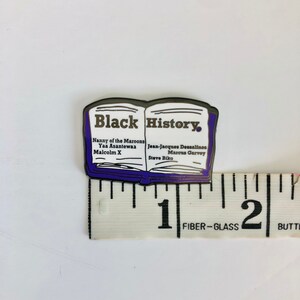 Black History
Nanny of the Maroons
Yaa Asantewaa
Malcolm X
Jean-Jacques Dessalines
Marcus Garvey
Dave Biko
1 FIBER-GLASS 2 BUTT